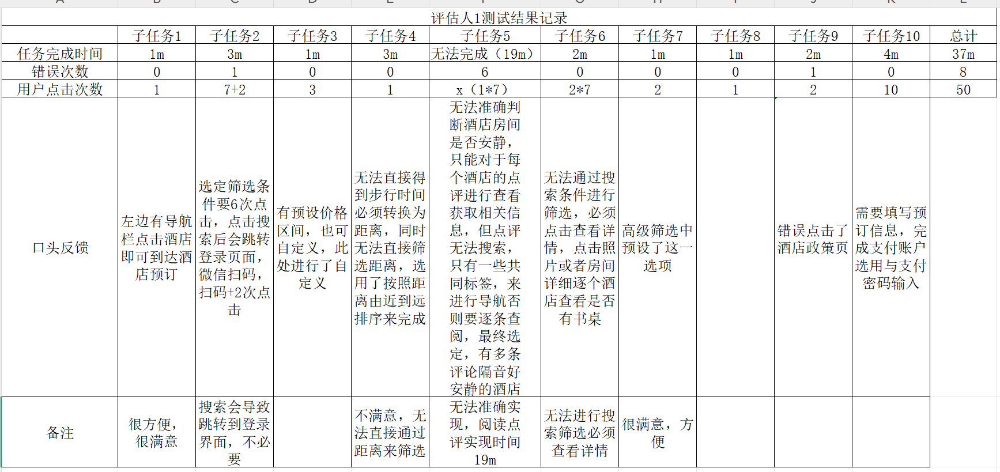 评估人1测试结果记录
子任务1 子任务2 子任务3 子任务4 子任务5 子任务6 子任务7 子任务8 子任务9 子任务10 总计
任务完成时间 1m 3m 1m 3m 无法完成（19m） 2m 1m 1m 2m 4m 37m
错误次数 0 1 0 0 6 0 0 0 1 0 8
用户点击次数 1 7+2 3 1 x（1*7） 2*7 2 1 2 10 50
口头反馈
左边有导航
栏点击酒店
即可到达酒
店预订
选定筛选条
件要6次点
击，点击搜
索后会跳转
登录页面，
微信扫码，
扫码+2次点
击
有预设价格
区间，也可
自定义，此
处进行了自
定义
无法直接得
到步行时间
必须转换为
距离，同时
无法直接筛
选距离，选
用了按照距
离由近到远
排序来完成
无法准确判
断酒店房间
是否安静，
只能对于每
个酒店的点
评进行查看
获取相关信
息，但点评
无法搜索，
只有一些共
同标签，来
进行导航否
则要逐条查
阅，最终选
定，有多条
评论隔音好
安静的酒店
无法通过搜
索条件进行
筛选，必须
点击查看详
情，点击照
片或者房间
详细逐个酒
店查看是否
有书桌
高级筛选中
预设了这一
选项
错误点击了
酒店政策页
需要填写预
订信息，完
成支付账户
选用与支付
密码输入
备注
很方便，
很满意
搜索会导致
跳转到登录
界面，不必
要
不满意，无
法直接通过
距离来筛选
无法准确实
现，阅读点
评实现时间
19m
无法进行搜
索筛选必须
查看详情
很满意，方
便